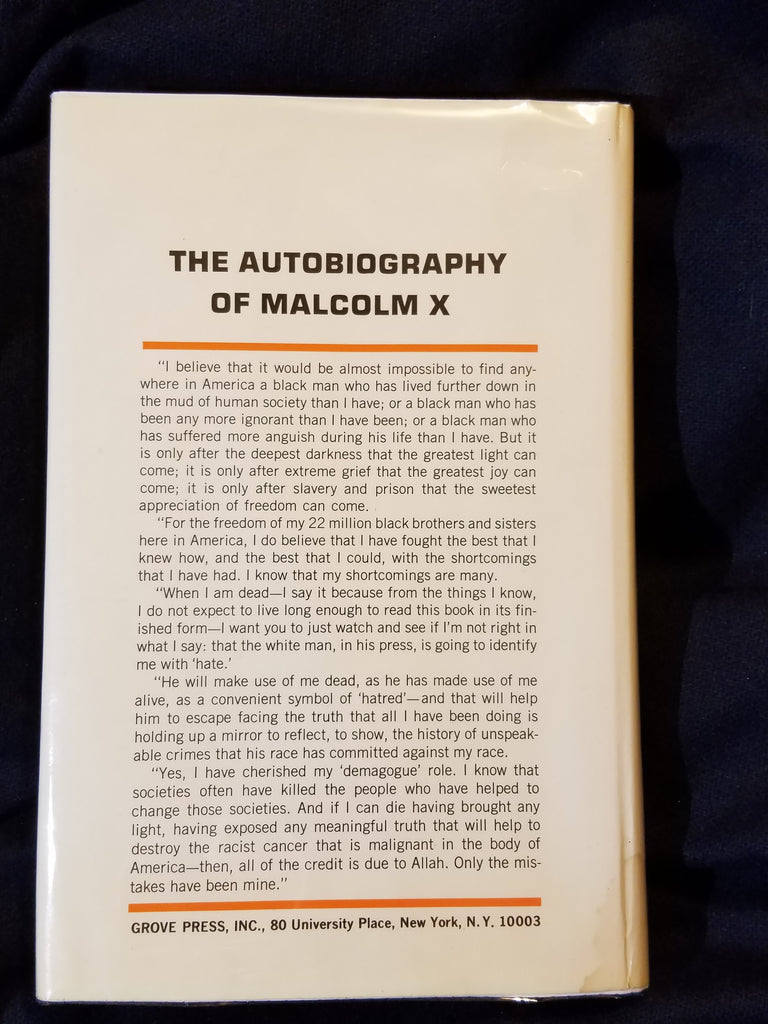 THE AUTOBIOGRAPHY
OF MALCOLM X
"I believe that it would be almost impossible to find any-
where in America a black man who has lived further down in
the mud of human society than I have; or a black man who has
been any more ignorant than I have been; or a black man who
has suffered more anguish during his life than I have. But it
is only after the deepest darkness that the greatest light can
come; it is only after extreme grief that the greatest joy can
come; it is only after slavery and prison that the sweetest
appreciation of freedom can come.
"For the freedom of my 22 million black brothers and sisters
here in America, I do believe that I have fought the best that I
knew how, and the best that I could, with the shortcomings
that I have had. I know that my shortcomings are many.
"When I am dead—I say it because from the things I know,
I do not expect to live long enough to read this book in its fin-
ished form—I want you to just watch and see if I'm not right in
what I say: that the white man, in his press, is going to identify
me with 'hate.'
"He will make use of me dead, as he has made use of me
alive, as a convenient symbol of 'hatred'—and that will help
him to escape facing the truth that all I have been doing is
holding up a mirror to reflect, to show, the history of unspeak-
able crimes that his race has committed against my race.
"Yes, I have cherished my 'demagogue' role. I know that
societies often have killed the people who have helped to
change those societies. And if I can die having brought any
light, having exposed any meaningful truth that will help to
destroy the racist cancer that is malignant in the body of
America—then, all of the credit is due to Allah. Only the mis-
takes have been mine."
GROVE PRESS, INC., 80 University Place, New York, N.Y. 10003